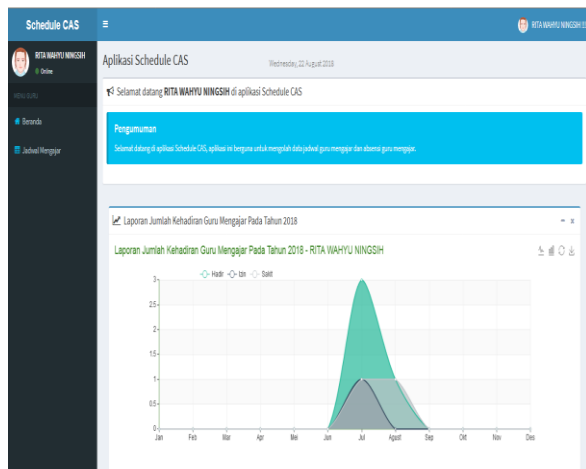 Schedule CAS
RITA WAHYU NINGSIH
RITA WAHYU NINGSIH
Online
MENU GURU
Beranda
Jadwal Mengajar
Aplikasi Schedule CAS
Wednesday, 22 August 2018
Selamat datang RITA WAHYU NINGSIH di aplikasi Schedule CAS
Pengumuman
Selamat datang di aplikasi Schedule CAS, aplikasi ini berguna untuk mengolah data jadwal guru mengajar dan absensi guru mengajar.
Laporan Jumlah Kehadiran Guru Mengajar Pada Tahun 2018
x
Laporan Jumlah Kehadiran Guru Mengajar Pada Tahun 2018 - RITA WAHYU NINGSIH
Hadir Izin Sakit
3
2.5
2
1.5
1
0.5
0
Jan Feb Mar Apr Mei Jun Jul Agust Sep Okt Nov Des